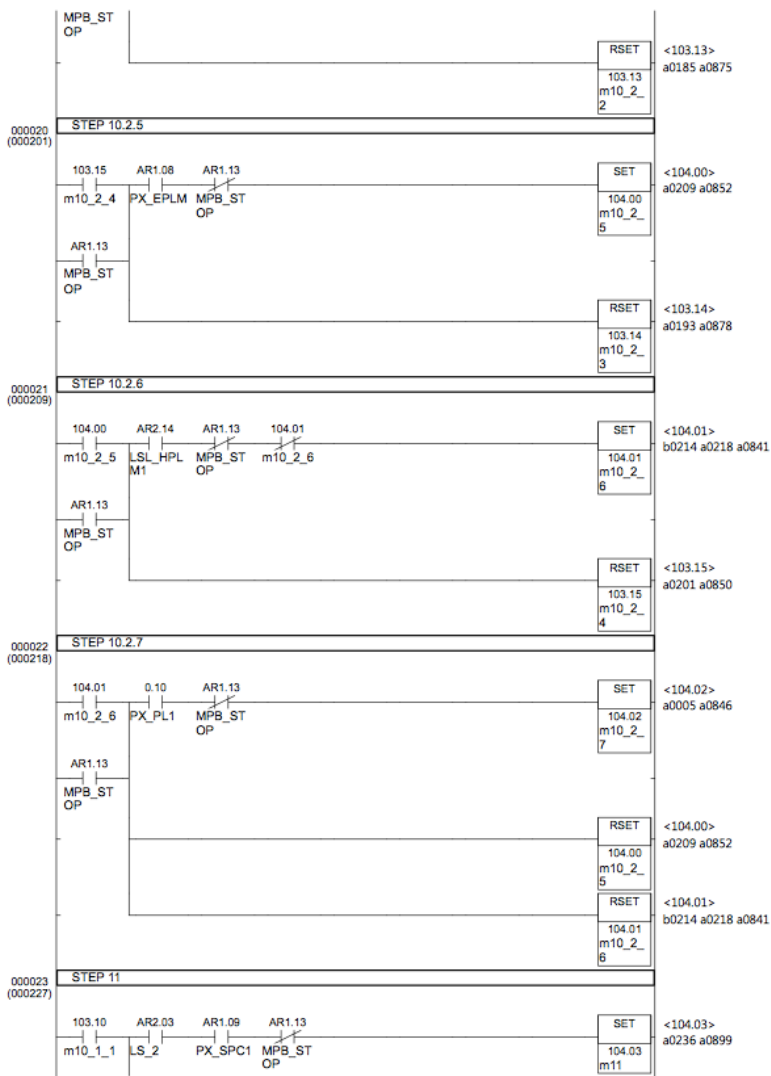 MPB_ST
OP
RSET
<103.13>
a0185 a0875
103.13
m10_2_
2
000020
(000201)
STEP 10.2.5
103.15 AR1.08 AR1.13
m10_2_4 PX_EPLM MPB_ST
OP
SET
<104.00>
a0209 a0852
104.00
m10_2_
5
AR1.13
MPB_ST
OP
RSET
<103.14>
a0193 a0878
103.14
m10_2_
3
000021
(000209)
STEP 10.2.6
104.00 AR2.14 AR1.13 104.01
m10_2_5 LSL_HPL MPB_ST m10_2_6
M1 OP
SET
<104.01>
b0214 a0218 a0841
104.01
m10_2_
6
AR1.13
MPB_ST
OP
RSET
<103.15>
a0201 a0850
103.15
m10_2_
4
000022
(000218)
STEP 10.2.7
104.01 0.10 AR1.13
m10_2_6 PX_PL1 MPB_ST
OP
SET
<104.02>
a0005 a0846
104.02
m10_2_
7
AR1.13
MPB_ST
OP
RSET
<104.00>
a0209 a0852
104.00
m10_2_
5
RSET
<104.01>
b0214 a0218 a0841
104.01
m10_2_
6
000023
(000227)
STEP 11
103.10 AR2.03 AR1.09 AR1.13
m10_1_1 LS_2 PX_SPC1 MPB_ST
OP
SET
<104.03>
a0236 a0899
104.03
m11